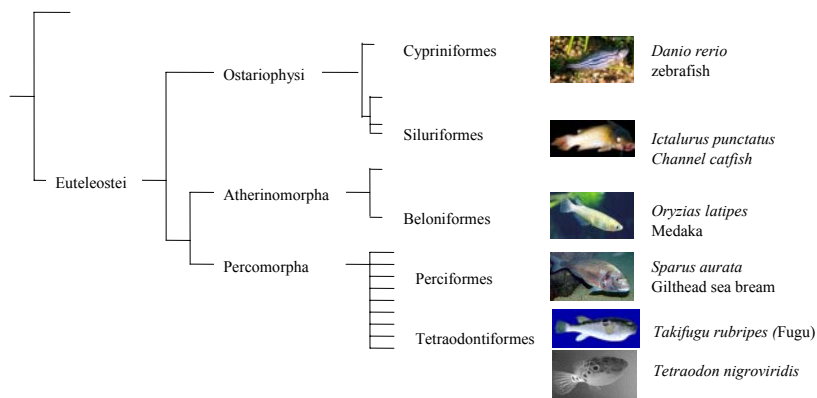 Cypriniformes
Danio rerio
zebrafish
Ostariophysi
Siluriformes
Ictalurus punctatus
Channel catfish
Euteleostei
Atherinomorpha
Beloniformes
Oryzias latipes
Medaka
Percomorpha
Perciformes
Sparus aurata
Gilthead sea bream
Tetraodontiformes
Takifugu rubripes (Fugu)
Tetraodon nigroviridis